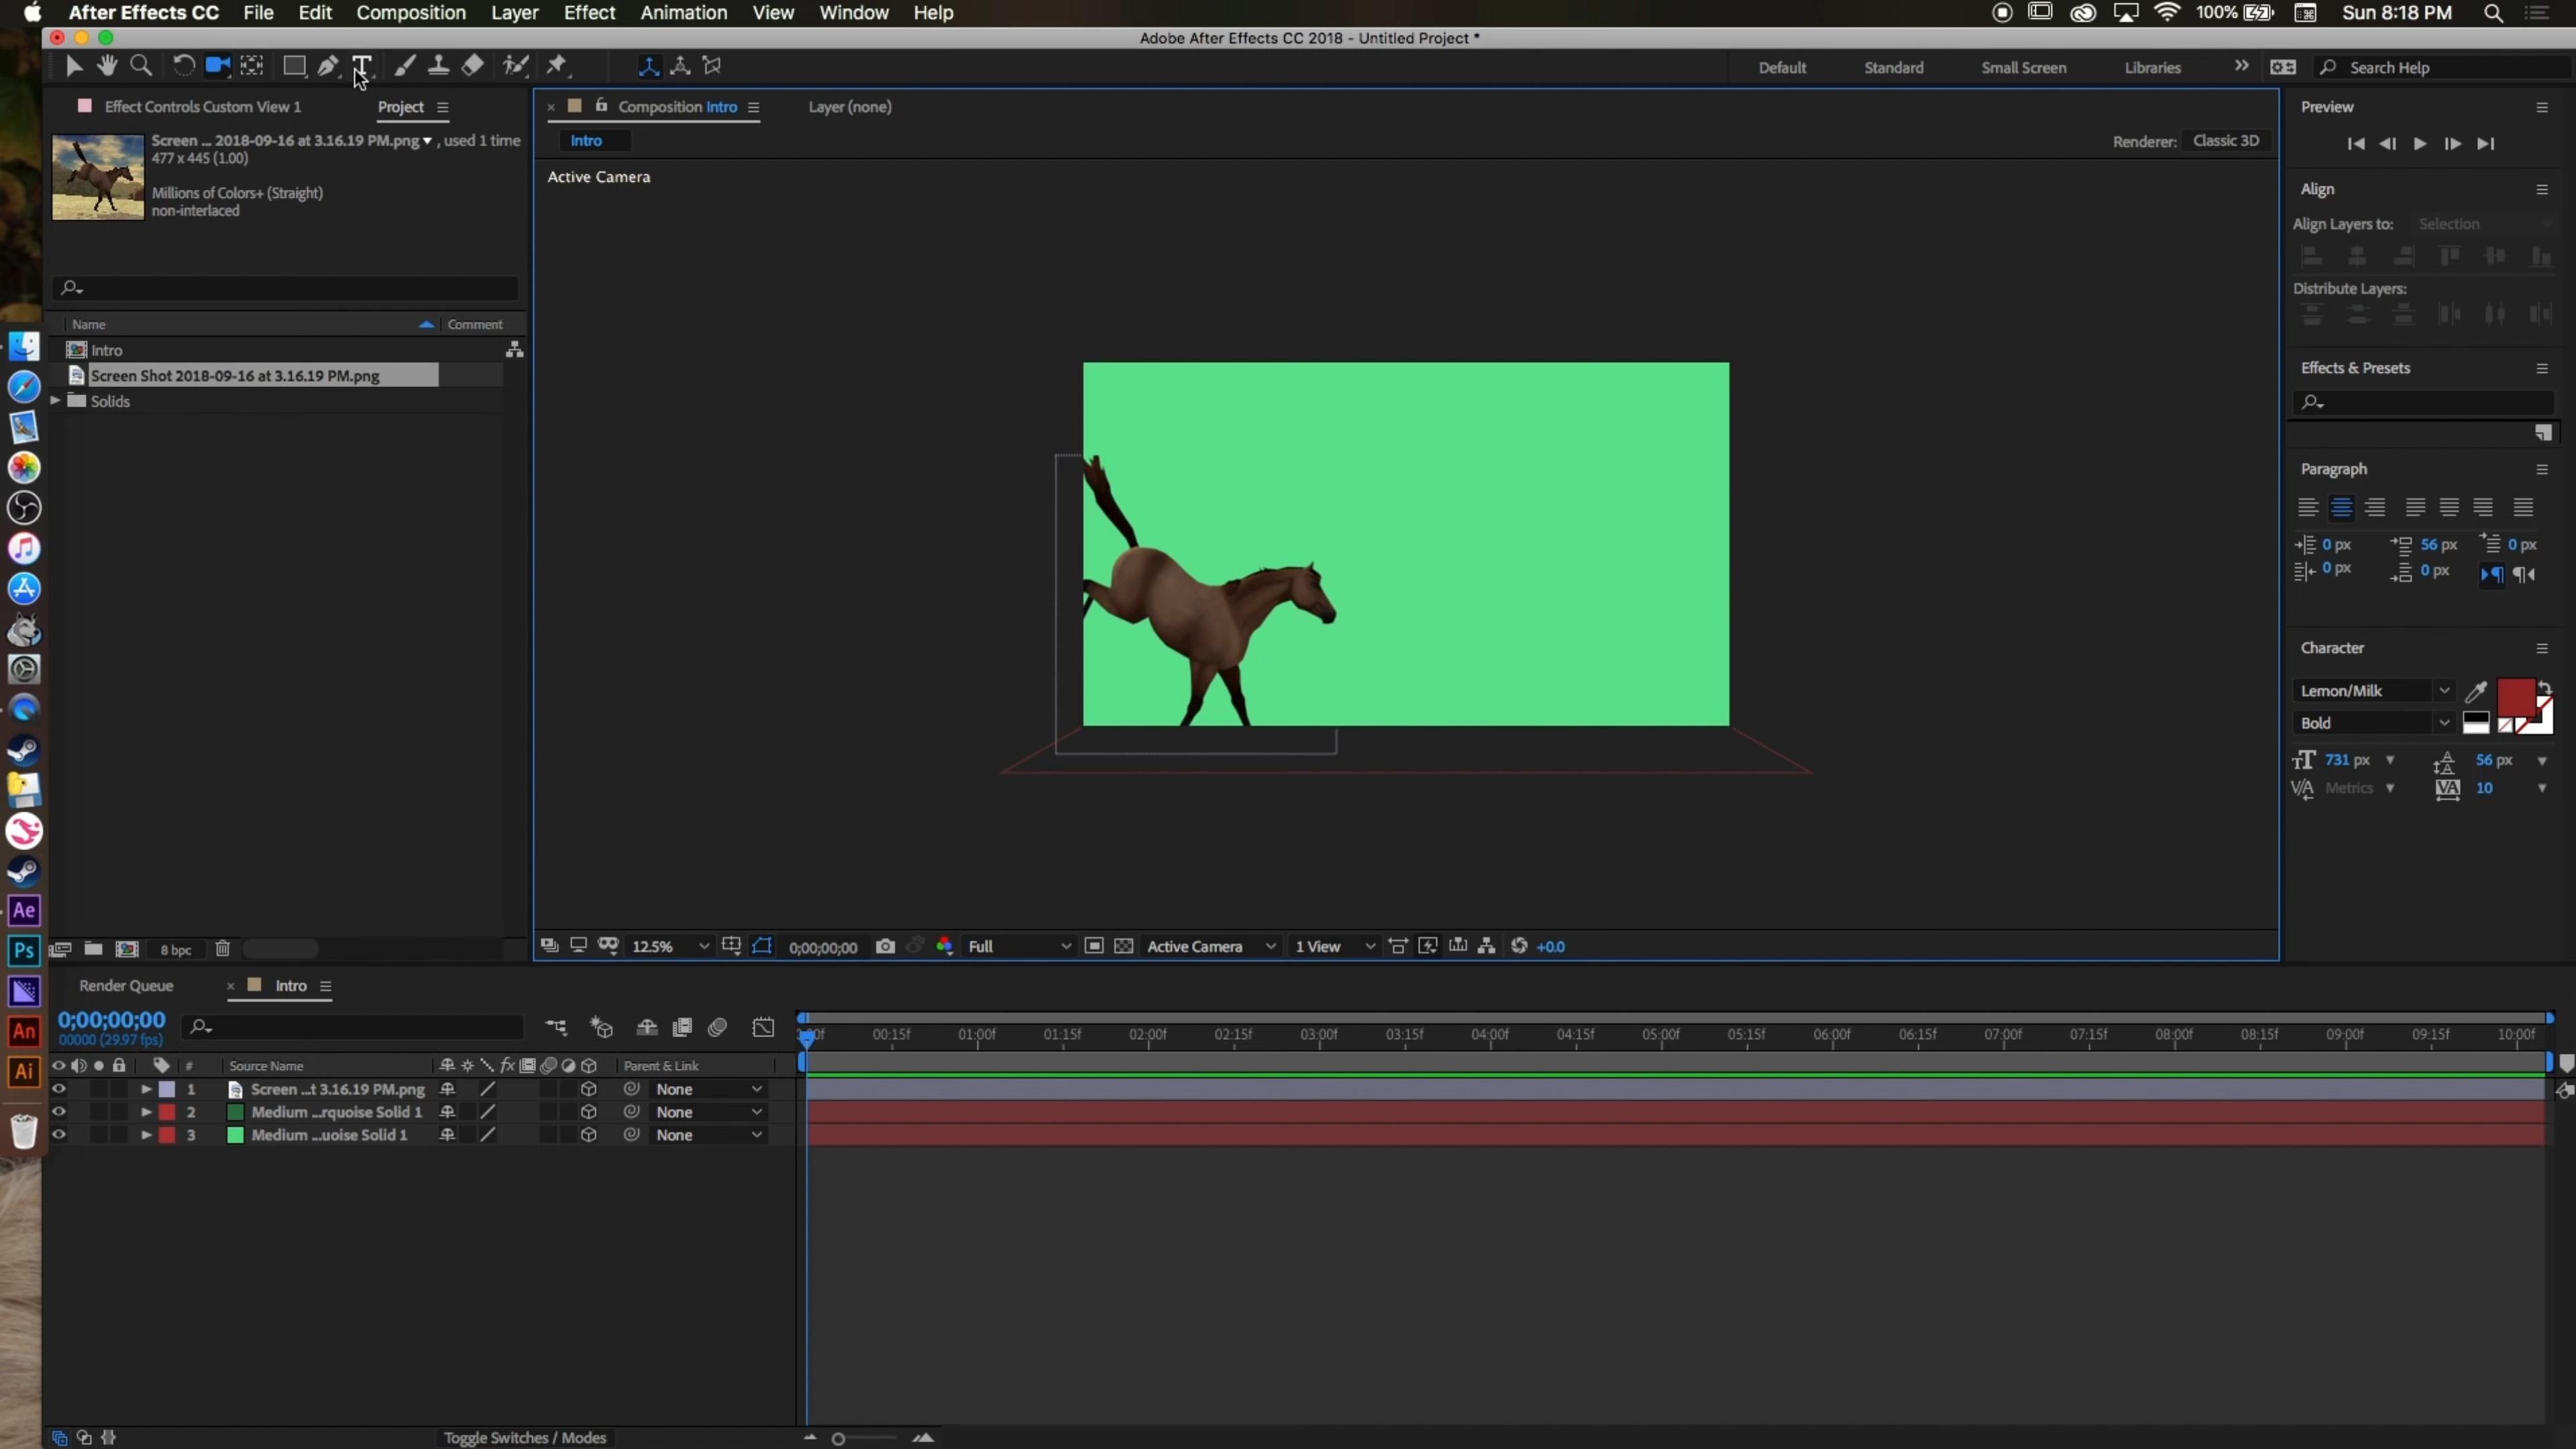 After Effects CC File Edit Composition Layer Effect Animation View Window Help 100% Sun 8:18 PM
Adobe After Effects CC 2018 - Untitled Project *
T Default Standard Small Screen Libraries Search Help
Effect Controls Custom View 1 Project
Screen ... 2018-09-16 at 3.16.19 PM.png , used 1 time
477 x 445 (1.00)
Millions of Colors+ (Straight)
non-interlaced
Name Comment
Intro
Screen Shot 2018-09-16 at 3.16.19 PM.png
Solids
8 bpc
Composition Intro Layer (none)
Intro Renderer: Classic 3D
Active Camera
12.5% 0;00;00;00 Full Active Camera 1 View +0.0
Preview
Align
Align Layers to: Selection
Distribute Layers:
Effects & Presets
Paragraph
0 px 56 px 0 px
0 px 0 px
Character
Lemon/Milk
Bold
731 px 56 px
Metrics 10
Render Queue Intro
0;00;00;00
00000 (29.97 fps)
:00f 00:15f 01:00f 01:15f 02:00f 02:15f 03:00f 03:15f 04:00f 04:15f 05:00f 05:15f 06:00f 06:15f 07:00f 07:15f 08:00f 08:15f 09:00f 09:15f 10:00f
# Source Name fx Parent & Link
1 Screen ...t 3.16.19 PM.png None
2 Medium ...rquoise Solid 1 None
3 Medium ...uoise Solid 1 None
Toggle Switches / Modes
Ae
Ps
An
Ai